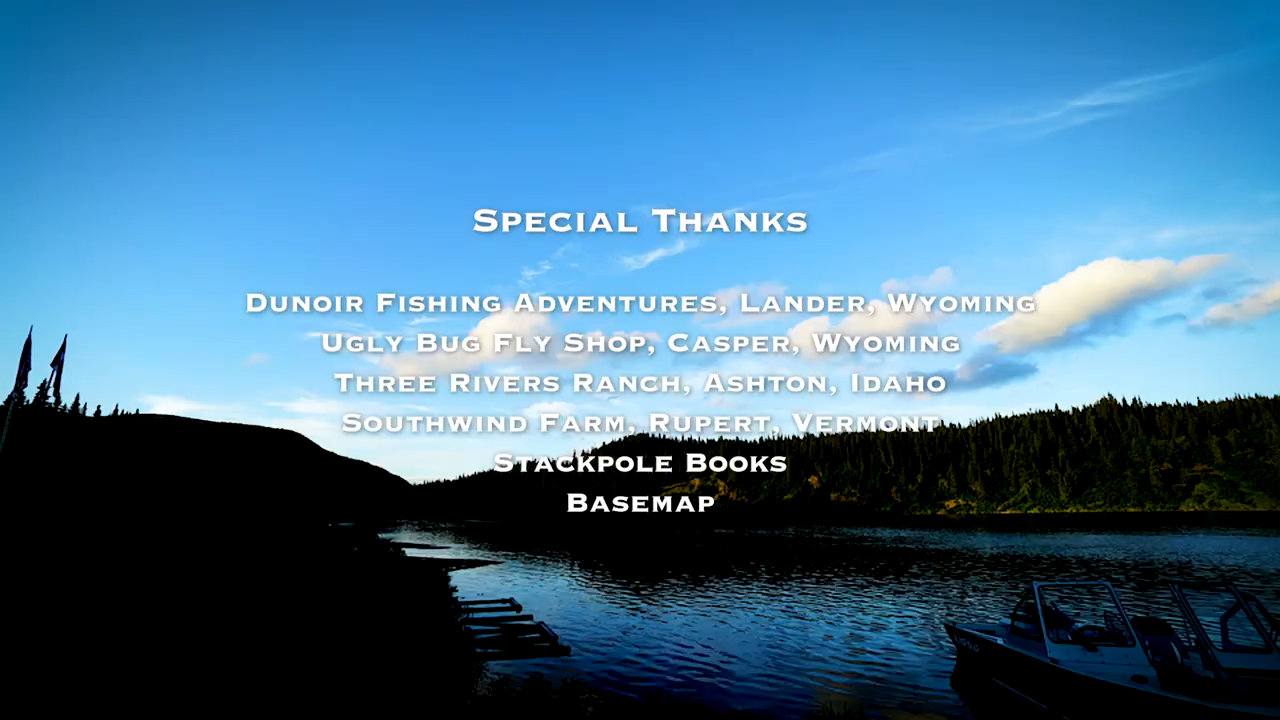 Special Thanks
Dunoir Fishing Adventures, Lander, Wyoming
Ugly Bug Fly Shop, Casper, Wyoming
Three Rivers Ranch, Ashton, Idaho
Southwind Farm, Rupert, Vermont
Stackpole Books
Basemap